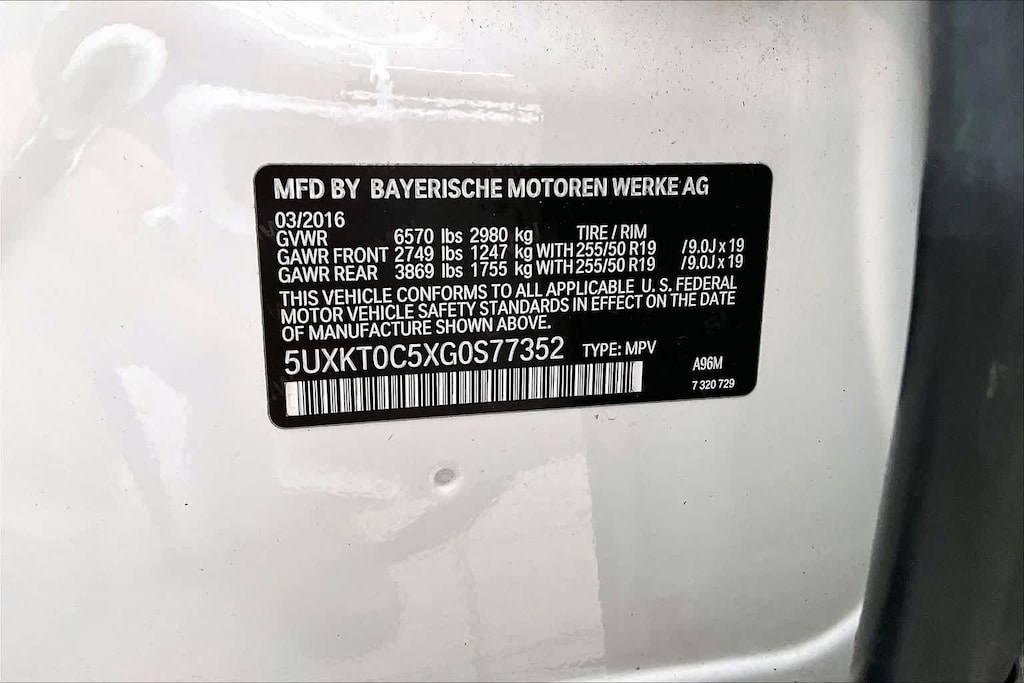 MFD BY BAYERISCHE MOTOREN WERKE AG
03/2016
GVWR 6570 lbs 2980 kg TIRE / RIM
GAWR FRONT 2749 lbs 1247 kg WITH 255/50 R19 /9.0J x 19
GAWR REAR 3869 lbs 1755 kg WITH 255/50 R19 /9.0J x 19
THIS VEHICLE CONFORMS TO ALL APPLICABLE U. S. FEDERAL
MOTOR VEHICLE SAFETY STANDARDS IN EFFECT ON THE DATE
OF MANUFACTURE SHOWN ABOVE.
5UXKT0C5XG0S77352 TYPE: MPV
A96M
7 320 729